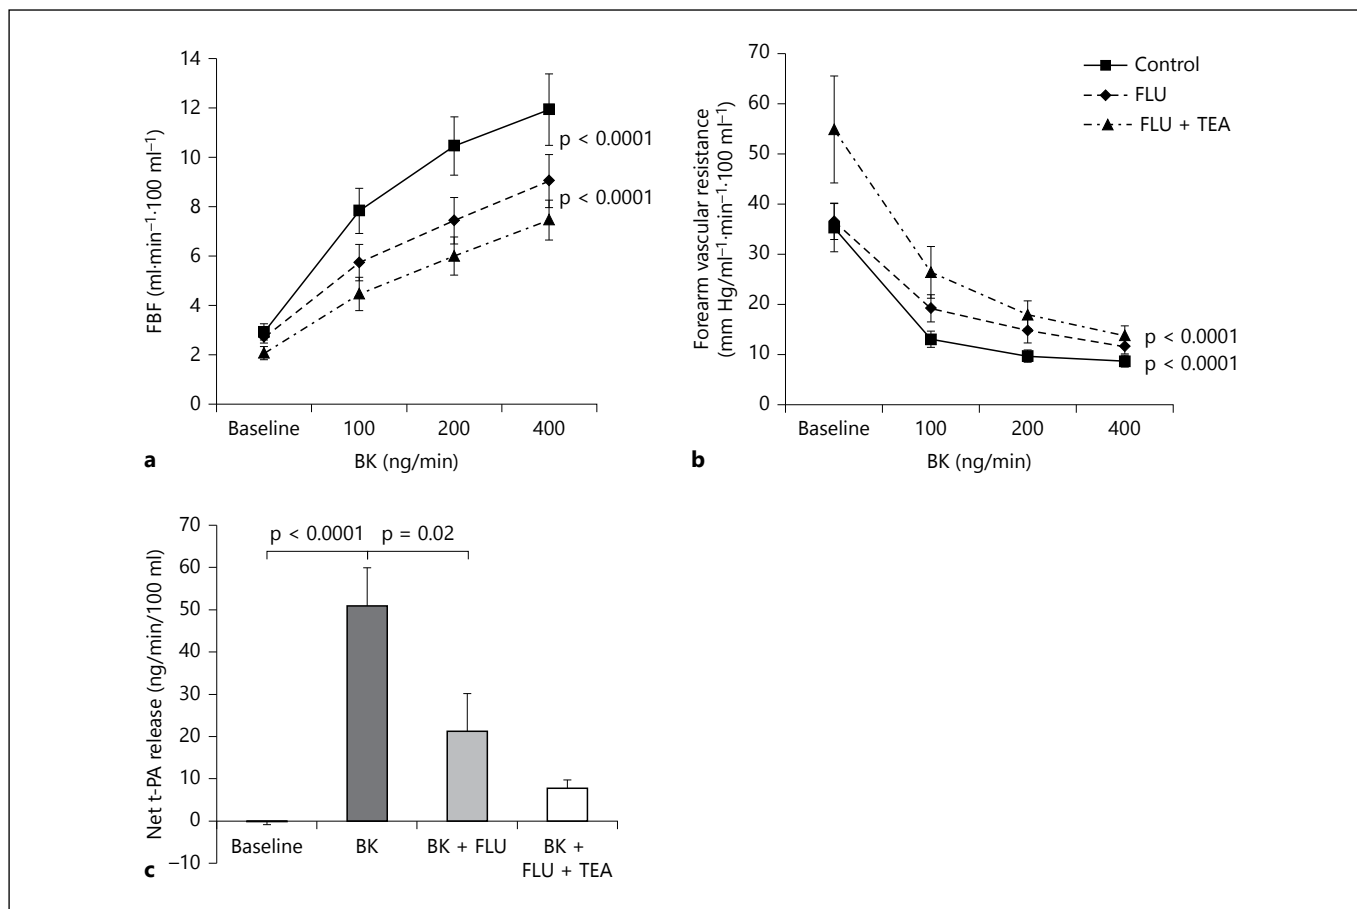 14
12
10
8
6
4
2
0
FBF (ml·min–1·100 ml–1)
p < 0.0001
p < 0.0001
Baseline 100 200 400
BK (ng/min)
a
70
60
50
40
30
20
10
0
Forearm vascular resistance
(mm Hg/ml–1·min–1·100 ml–1)
Control
FLU
FLU + TEA
p < 0.0001
p < 0.0001
Baseline 100 200 400
BK (ng/min)
b
70
60
50
40
30
20
10
0
–10
Net t-PA release (ng/min/100 ml)
p < 0.0001 p = 0.02
Baseline BK BK + FLU BK +
FLU + TEA
c